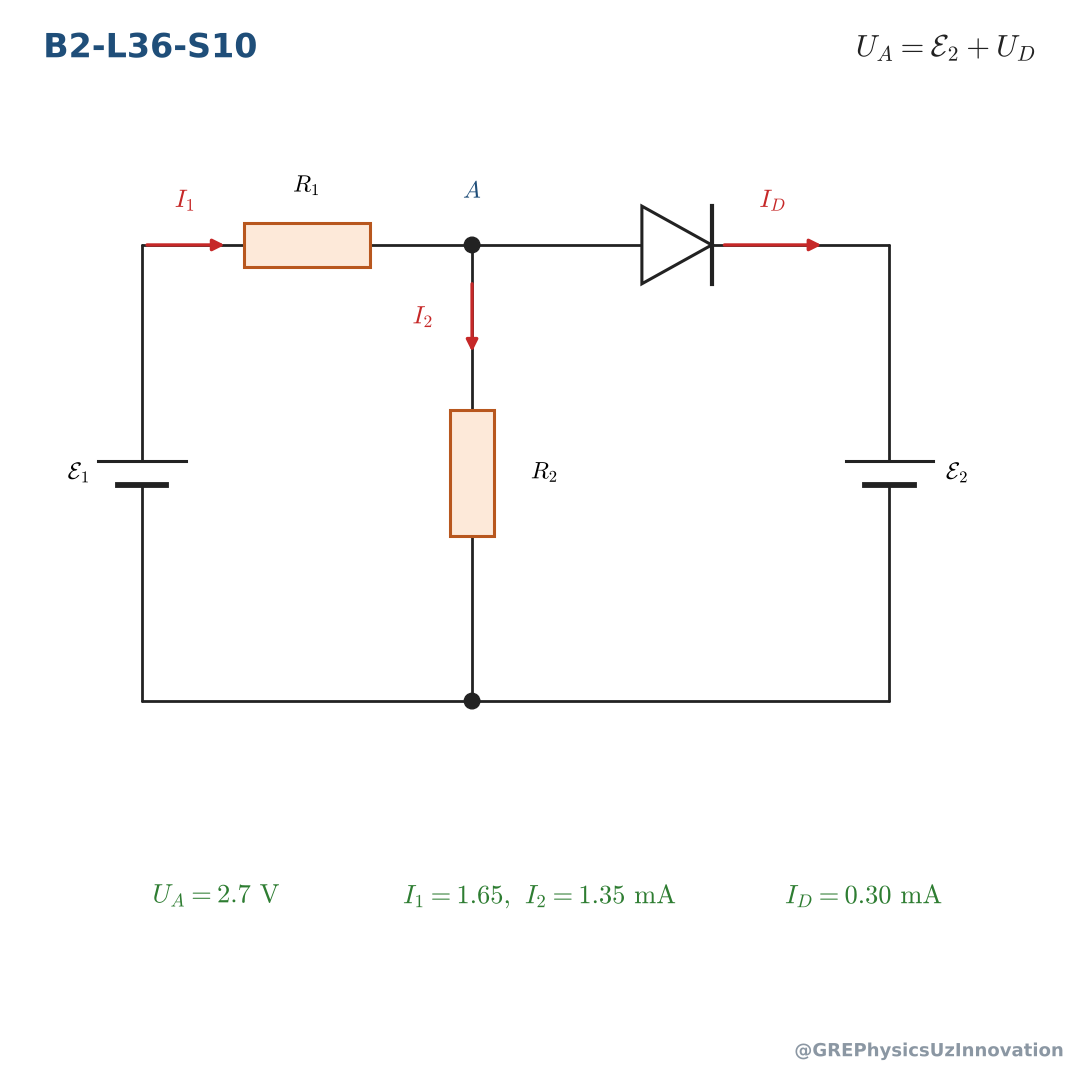 B2-L36-S10
U_A = ℰ_2 + U_D
I_1
R_1
A
I_D
I_2
ℰ_1
R_2
ℰ_2
U_A = 2.7 V
I_1 = 1.65, I_2 = 1.35 mA
I_D = 0.30 mA
@GREPhysicsUzInnovation